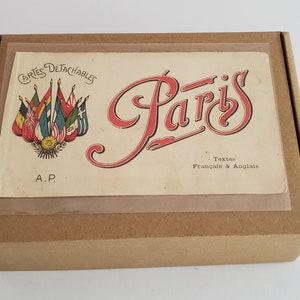 CARTES DÉTACHABLES
Paris
A.P.
Textes
Français & Anglais